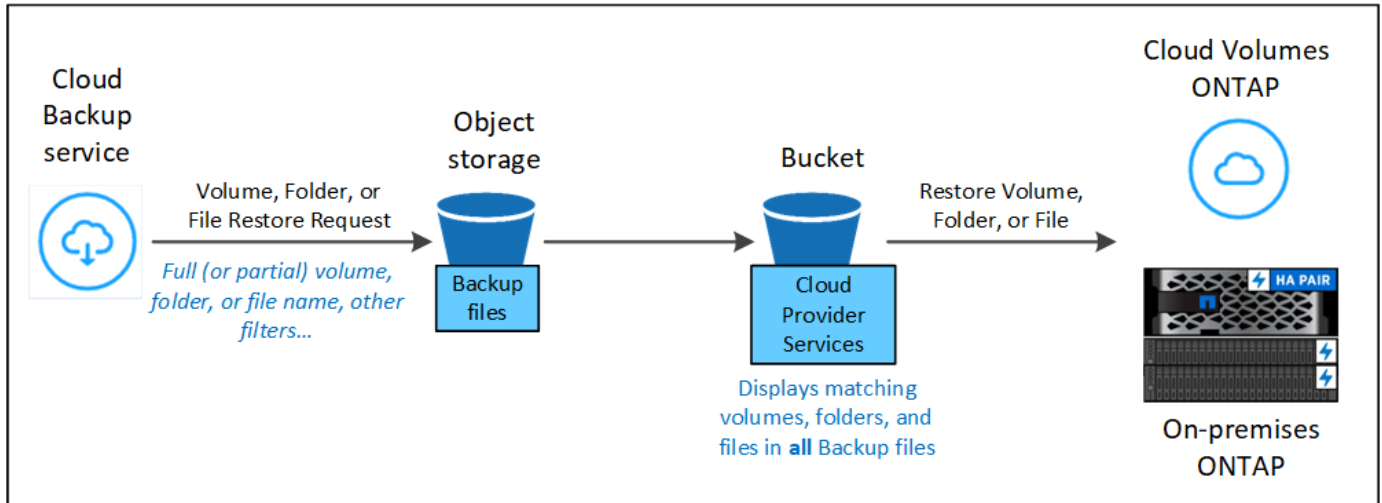 Cloud
Backup
service
Volume, Folder, or
File Restore Request
Full (or partial) volume,
folder, or file name, other
filters...
Object
storage
Backup
files
Bucket
Cloud
Provider
Services
Displays matching
volumes, folders, and
files in all Backup files
Restore Volume,
Folder, or File
Cloud Volumes
ONTAP
HA PAIR
On-premises
ONTAP